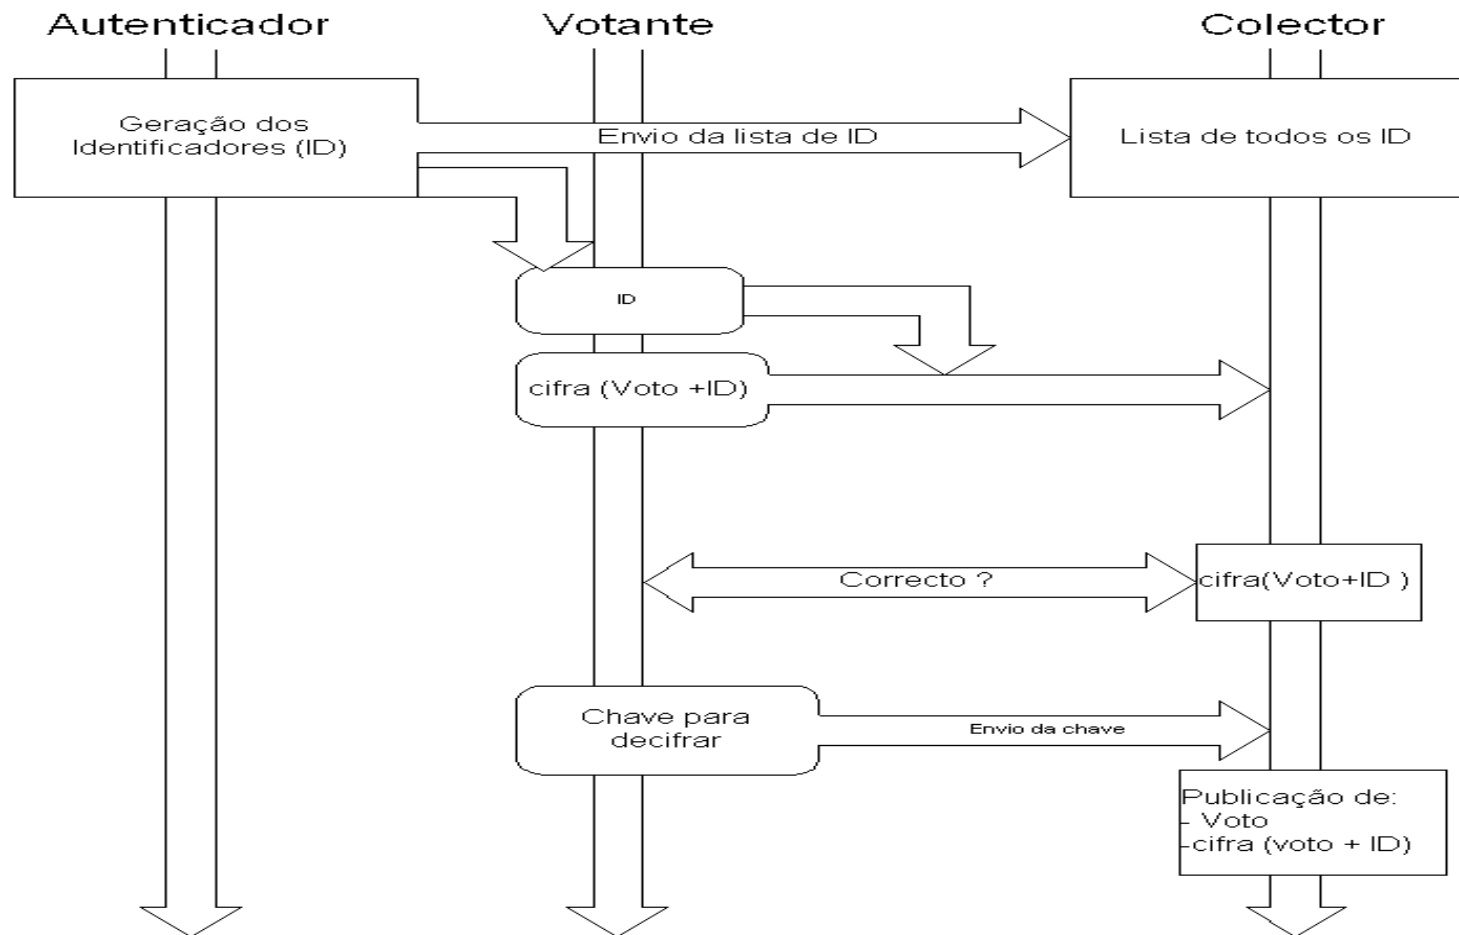 Autenticador
Votante
Colector
Geração dos
Identificadores (ID)
Envio da lista de ID
Lista de todos os ID
ID
cifra (Voto +ID)
Correcto ?
cifra(Voto+ID )
Chave para
decifrar
Envio da chave
Publicação de:
- Voto
-cifra (voto + ID)